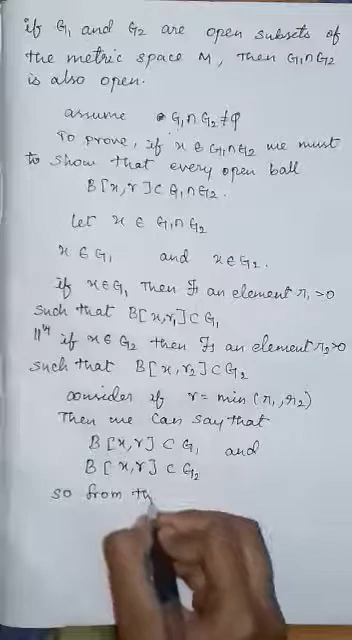 if G₁ and G₂ are open subsets of
the metric space M, then G₁∩G₂
is also open.
assume G₁∩G₂≠φ
To prove, if x ∈ G₁∩G₂ we must
to show that every open ball
B[x,r]⊂G₁∩G₂.
let x ∈ G₁∩G₂
x ∈ G₁ and x∈G₂.
if x∈G₁ Then ∃s an element r₁>0
such that B[x,r₁]⊂G₁
|||ly if x∈G₂ then ∃s an element r₂>0
such that B[x,r₂]⊂G₂
consider if r= min(r₁,r₂)
Then we can say that
B[x,r]⊂G₁ and
B[x,r]⊂G₂
so from th